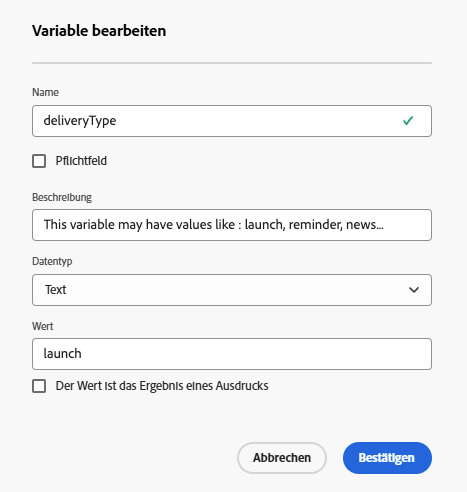 Variable bearbeiten
Name
deliveryType
Pflichtfeld
Beschreibung
This variable may have values like : launch, reminder, news...
Datentyp
Text
Wert
launch
Der Wert ist das Ergebnis eines Ausdrucks
Abbrechen
Bestätigen